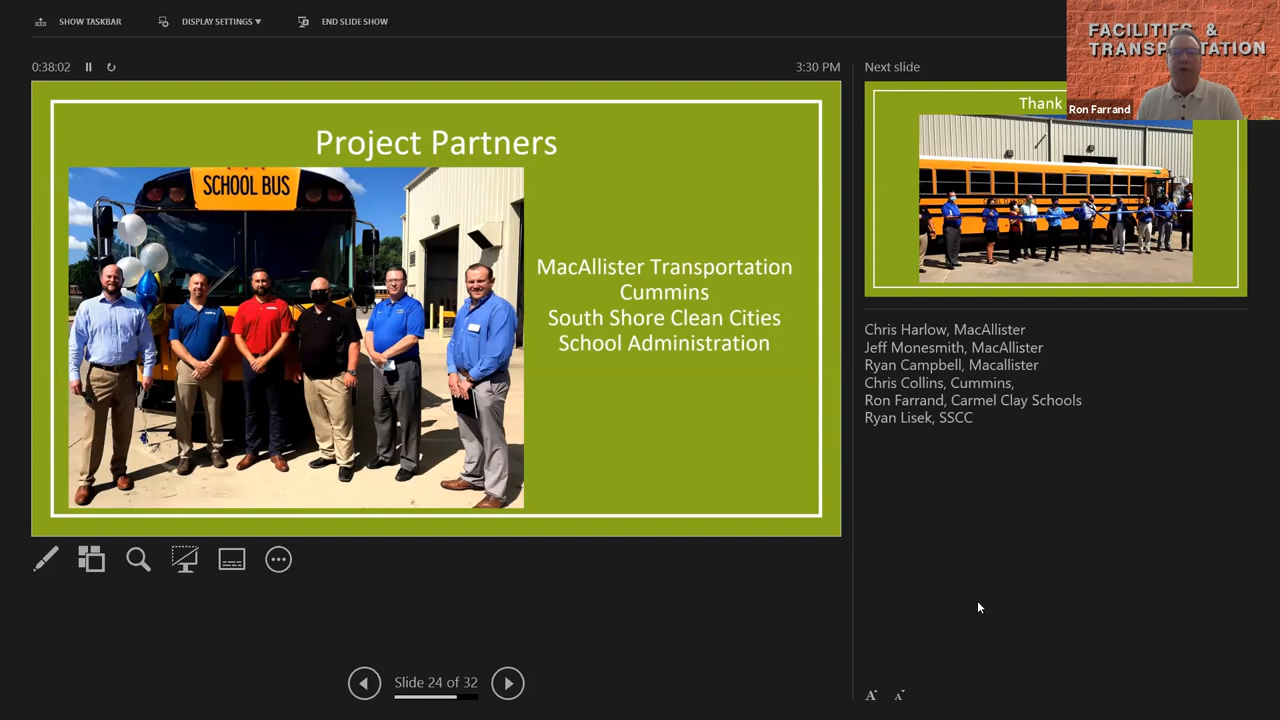 SHOW TASKBAR
DISPLAY SETTINGS ▼
END SLIDE SHOW
FACILITIES &
TRANSPORTATION
Ron Farrand
0:38:02
3:30 PM
Next slide
Project Partners
SCHOOL BUS
MacAllister Transportation
Cummins
South Shore Clean Cities
School Administration
Thank
Chris Harlow, MacAllister
Jeff Monesmith, MacAllister
Ryan Campbell, Macallister
Chris Collins, Cummins,
Ron Farrand, Carmel Clay Schools
Ryan Lisek, SSCC
Slide 24 of 32